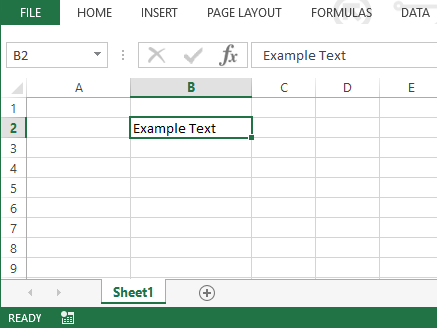 FILE HOME INSERT PAGE LAYOUT FORMULAS DATA
B2 fx Example Text
A B C D E
1
2 Example Text
3
4
5
6
7
8
9
Sheet1
READY